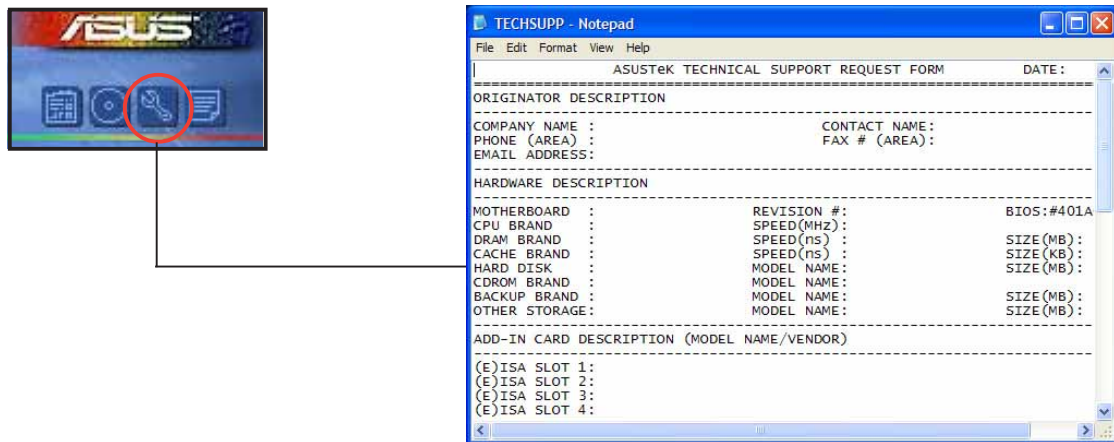 ASUS
TECHSUPP - Notepad
File Edit Format View Help
ASUSTeK TECHNICAL SUPPORT REQUEST FORM DATE:
================================================================================
ORIGINATOR DESCRIPTION
--------------------------------------------------------------------------------
COMPANY NAME : CONTACT NAME:
PHONE (AREA) : FAX # (AREA):
EMAIL ADDRESS:
--------------------------------------------------------------------------------
HARDWARE DESCRIPTION
--------------------------------------------------------------------------------
MOTHERBOARD : REVISION #: BIOS:#401A
CPU BRAND : SPEED(MHz):
DRAM BRAND : SPEED(ns) : SIZE(MB):
CACHE BRAND : SPEED(ns) : SIZE(KB):
HARD DISK : MODEL NAME: SIZE(MB):
CDROM BRAND : MODEL NAME:
BACKUP BRAND : MODEL NAME: SIZE(MB):
OTHER STORAGE: MODEL NAME: SIZE(MB):
--------------------------------------------------------------------------------
ADD-IN CARD DESCRIPTION (MODEL NAME/VENDOR)
--------------------------------------------------------------------------------
(E)ISA SLOT 1:
(E)ISA SLOT 2:
(E)ISA SLOT 3:
(E)ISA SLOT 4: